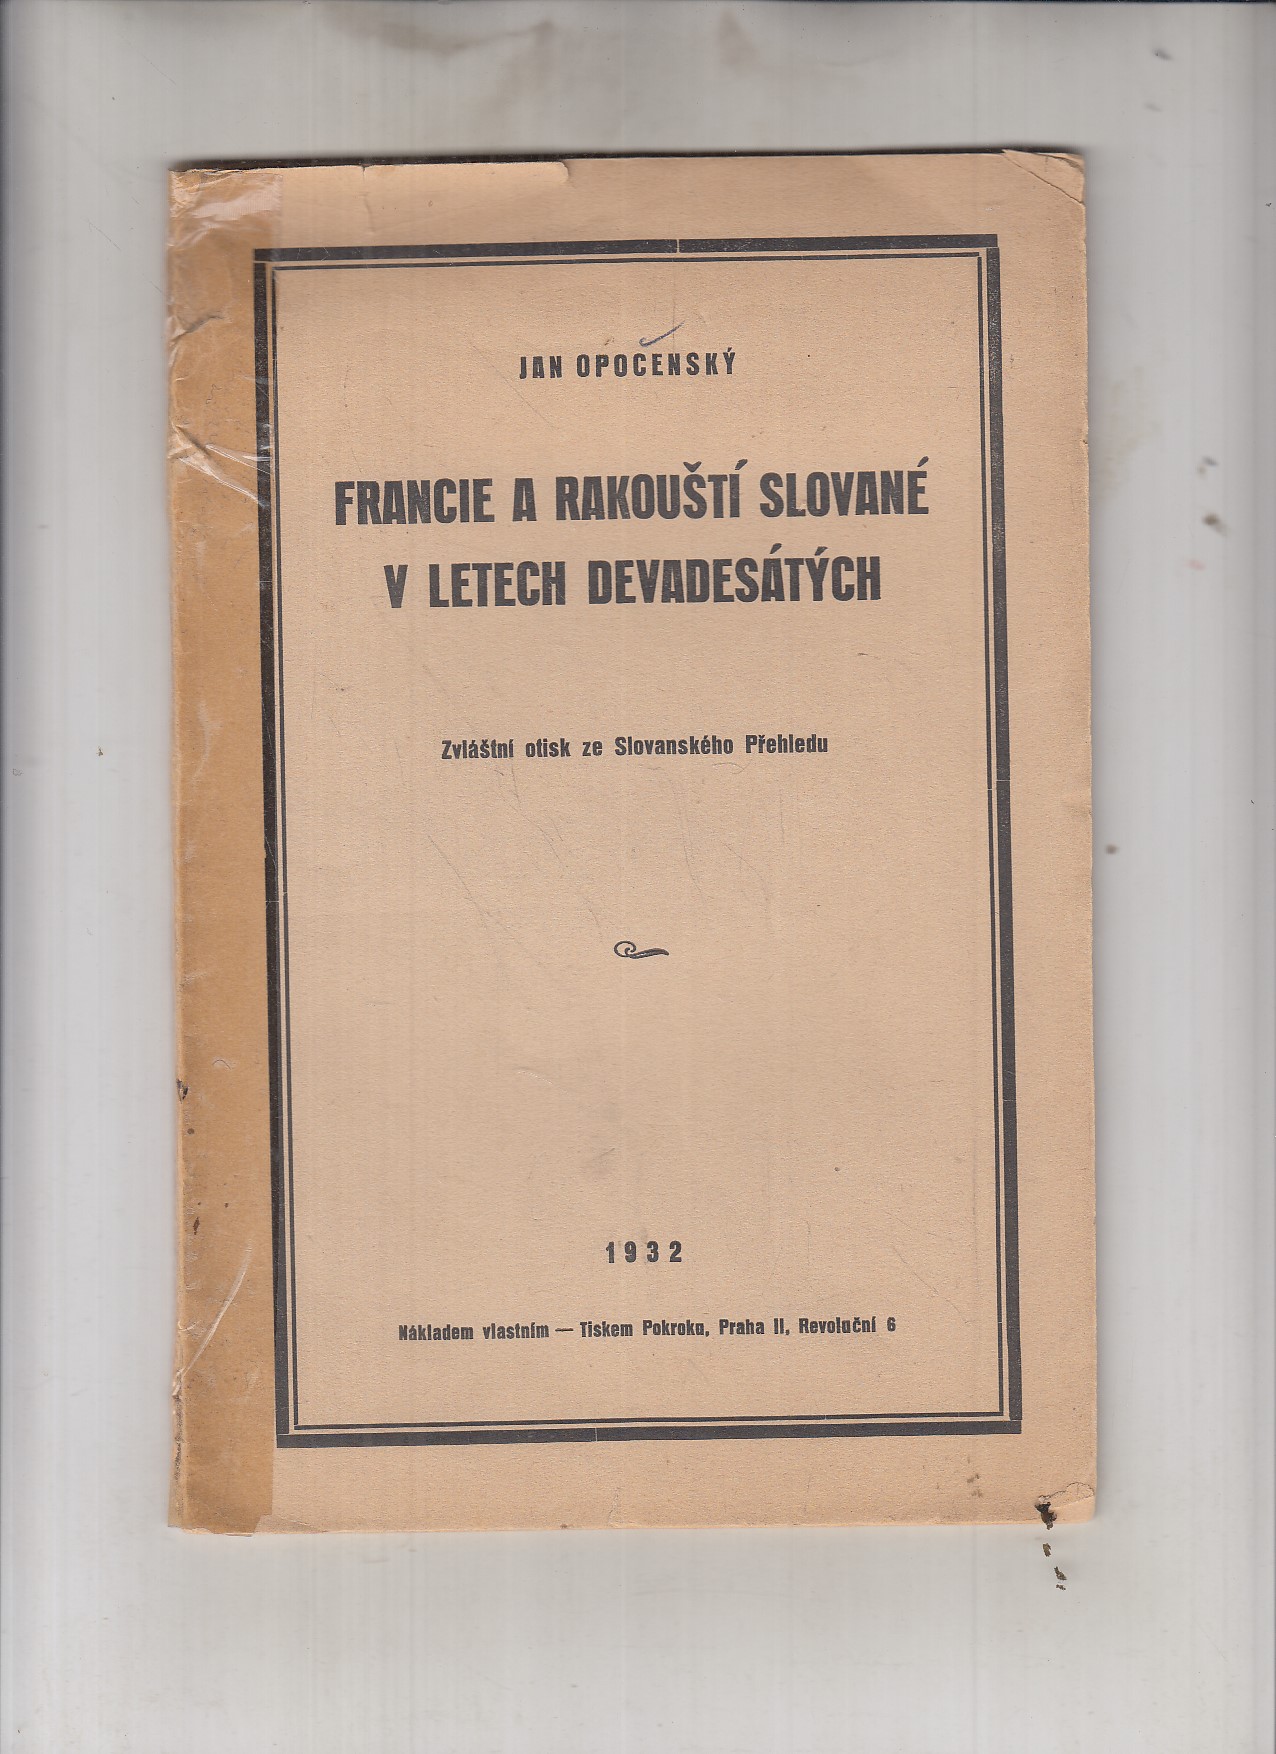 JAN OPOČENSKÝ
FRANCIE A RAKOUŠTÍ SLOVANÉ
V LETECH DEVADESÁTÝCH
Zvláštní otisk ze Slovanského Přehledu
1932
Nákladem vlastním — Tiskem Pokroku, Praha II, Revoluční 6